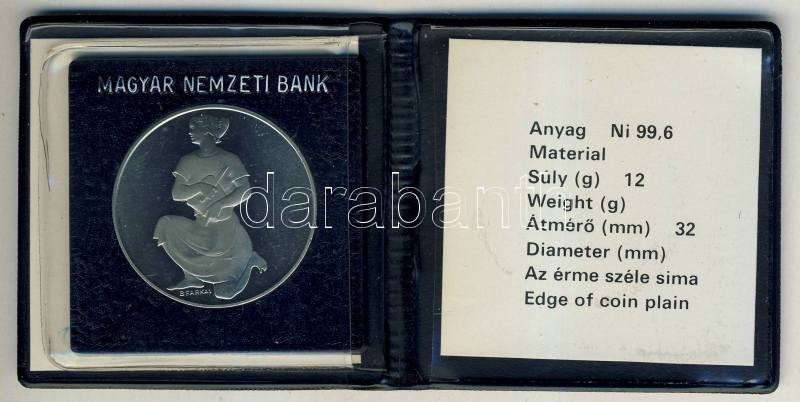 MAGYAR NEMZETI BANK
B.FARKAS
Anyag Ni 99,6
Material
Súly (g) 12
Weight (g)
Átmérő (mm) 32
Diameter (mm)
Az érme széle sima
Edge of coin plain
darabanth